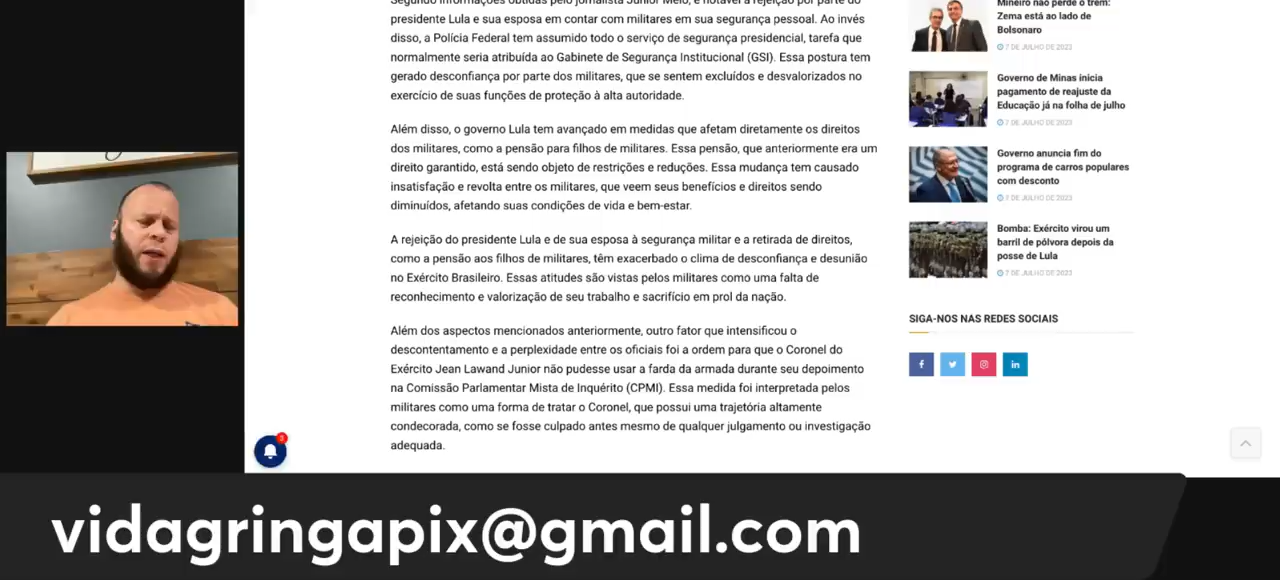 Segundo informações obtidas pelo jornalista Júnior Melo, é notável a rejeição por parte do
presidente Lula e sua esposa em contar com militares em sua segurança pessoal. Ao invés
disso, a Polícia Federal tem assumido todo o serviço de segurança presidencial, tarefa que
normalmente seria atribuída ao Gabinete de Segurança Institucional (GSI). Essa postura tem
gerado desconfiança por parte dos militares, que se sentem excluídos e desvalorizados no
exercício de suas funções de proteção à alta autoridade.
Além disso, o governo Lula tem avançado em medidas que afetam diretamente os direitos
dos militares, como a pensão para filhos de militares. Essa pensão, que anteriormente era um
direito garantido, está sendo objeto de restrições e reduções. Essa mudança tem causado
insatisfação e revolta entre os militares, que veem seus benefícios e direitos sendo
diminuídos, afetando suas condições de vida e bem-estar.
A rejeição do presidente Lula e de sua esposa à segurança militar e a retirada de direitos,
como a pensão aos filhos de militares, têm exacerbado o clima de desconfiança e desunião
no Exército Brasileiro. Essas atitudes são vistas pelos militares como uma falta de
reconhecimento e valorização de seu trabalho e sacrifício em prol da nação.
Além dos aspectos mencionados anteriormente, outro fator que intensificou o
descontentamento e a perplexidade entre os oficiais foi a ordem para que o Coronel do
Exército Jean Lawand Junior não pudesse usar a farda da armada durante seu depoimento
na Comissão Parlamentar Mista de Inquérito (CPMI). Essa medida foi interpretada pelos
militares como uma forma de tratar o Coronel, que possui uma trajetória altamente
condecorada, como se fosse culpado antes mesmo de qualquer julgamento ou investigação
adequada.
Mineiro não perde o trem:
Zema está ao lado de
Bolsonaro
7 DE JULHO DE 2023
Governo de Minas inicia
pagamento de reajuste da
Educação já na folha de julho
7 DE JULHO DE 2023
Governo anuncia fim do
programa de carros populares
com desconto
7 DE JULHO DE 2023
Bomba: Exército virou um
barril de pólvora depois da
posse de Lula
7 DE JULHO DE 2023
SIGA-NOS NAS REDES SOCIAIS
3
vidagringapix@gmail.com